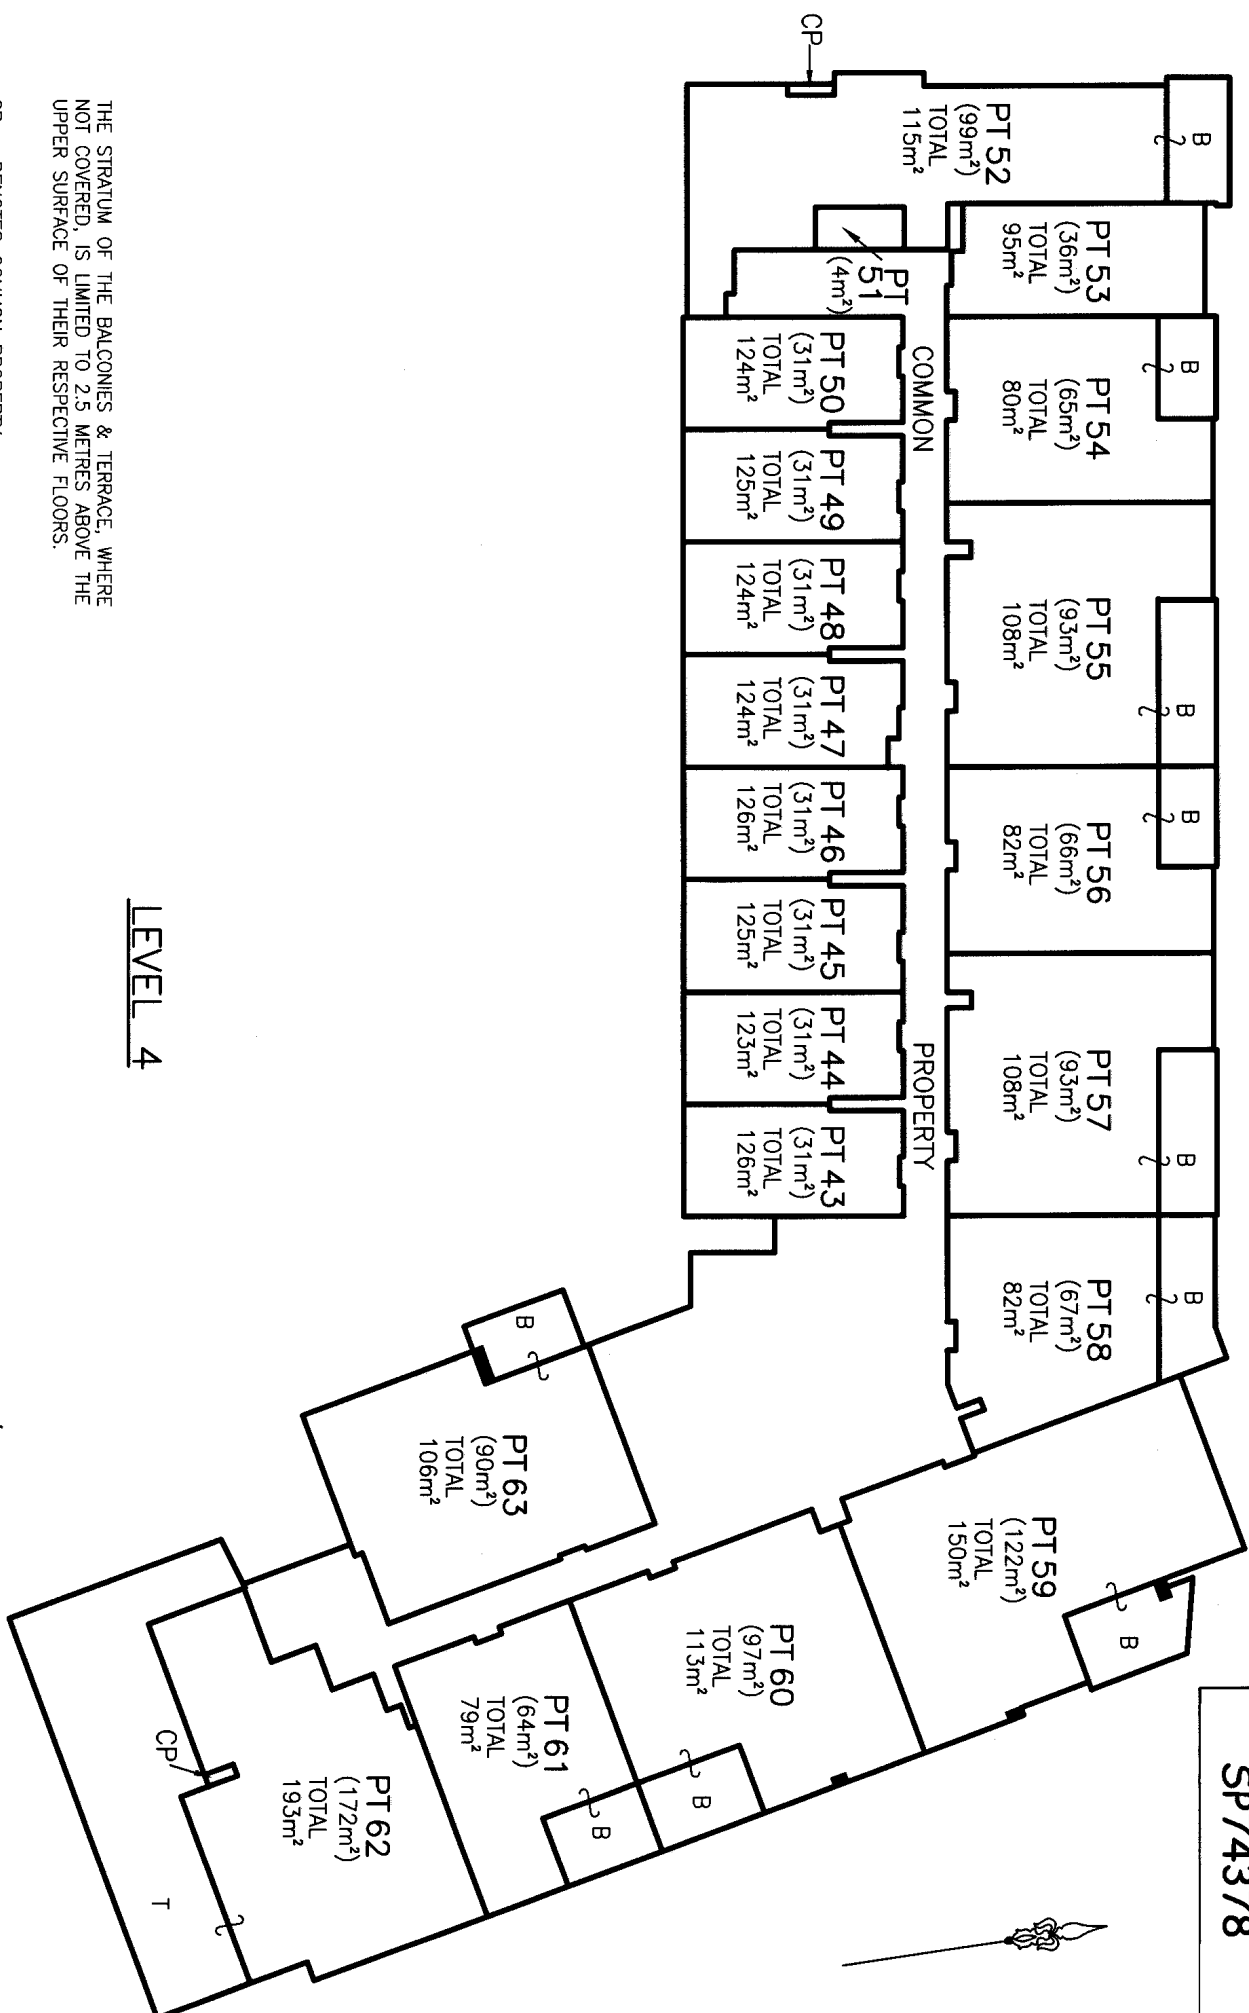 SP74378
CP
B
PT 52
(99m²)
TOTAL
115m²
PT 53
(36m²)
TOTAL
95m²
PT
51
(4m²)
B
PT 54
(65m²)
TOTAL
80m²
B
PT 55
(93m²)
TOTAL
108m²
B
PT 56
(66m²)
TOTAL
82m²
B
PT 57
(93m²)
TOTAL
108m²
B
PT 58
(67m²)
TOTAL
82m²
COMMON PROPERTY
PT 50
(31m²)
TOTAL
124m²
PT 49
(31m²)
TOTAL
125m²
PT 48
(31m²)
TOTAL
124m²
PT 47
(31m²)
TOTAL
124m²
PT 46
(31m²)
TOTAL
126m²
PT 45
(31m²)
TOTAL
125m²
PT 44
(31m²)
TOTAL
123m²
PT 43
(31m²)
TOTAL
126m²
PT 59
(122m²)
TOTAL
150m²
B
PT 60
(97m²)
TOTAL
113m²
B
PT 61
(64m²)
TOTAL
79m²
B
B
PT 63
(90m²)
TOTAL
106m²
PT 62
(172m²)
TOTAL
193m²
CP
T
LEVEL 4
THE STRATUM OF THE BALCONIES & TERRACE, WHERE
NOT COVERED, IS LIMITED TO 2.5 METRES ABOVE THE
UPPER SURFACE OF THEIR RESPECTIVE FLOORS.